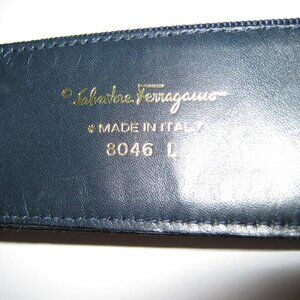 Salvatore Ferragamo
MADE IN ITALY
8046 L